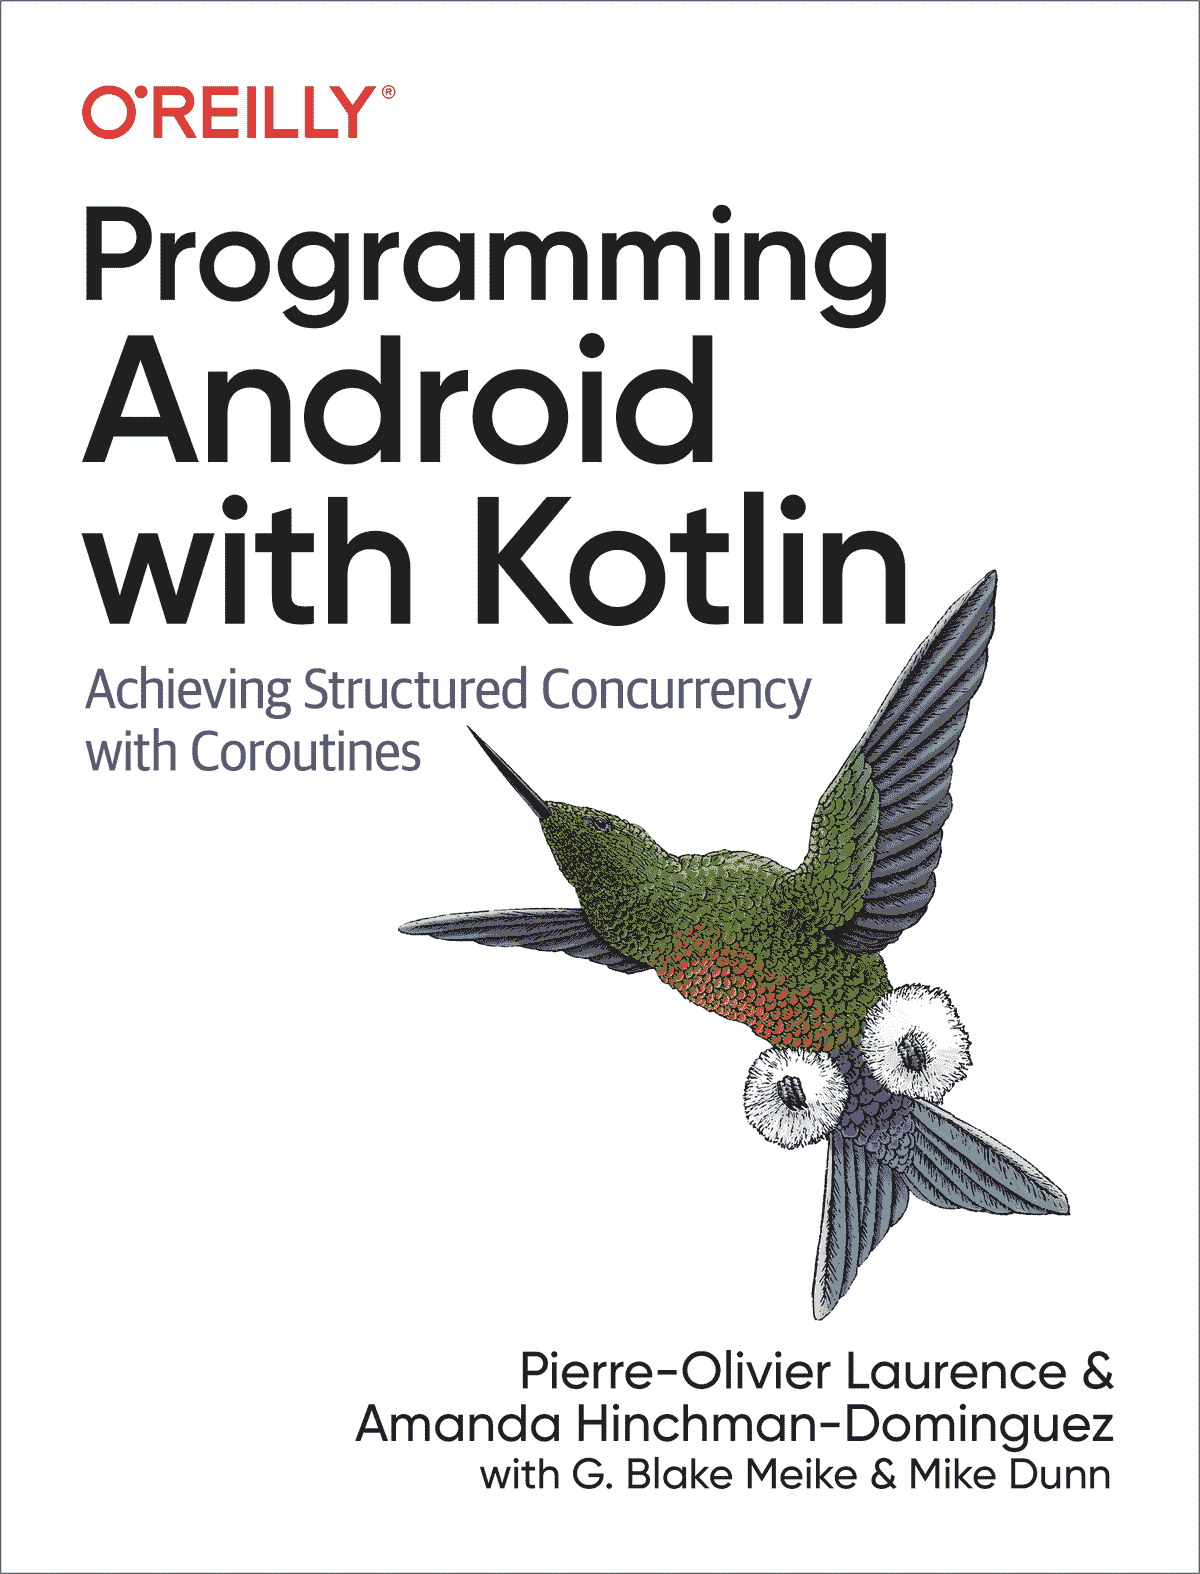 O'REILLY®
Programming
Android
with Kotlin
Achieving Structured Concurrency
with Coroutines
Pierre-Olivier Laurence &
Amanda Hinchman-Dominguez
with G. Blake Meike & Mike Dunn